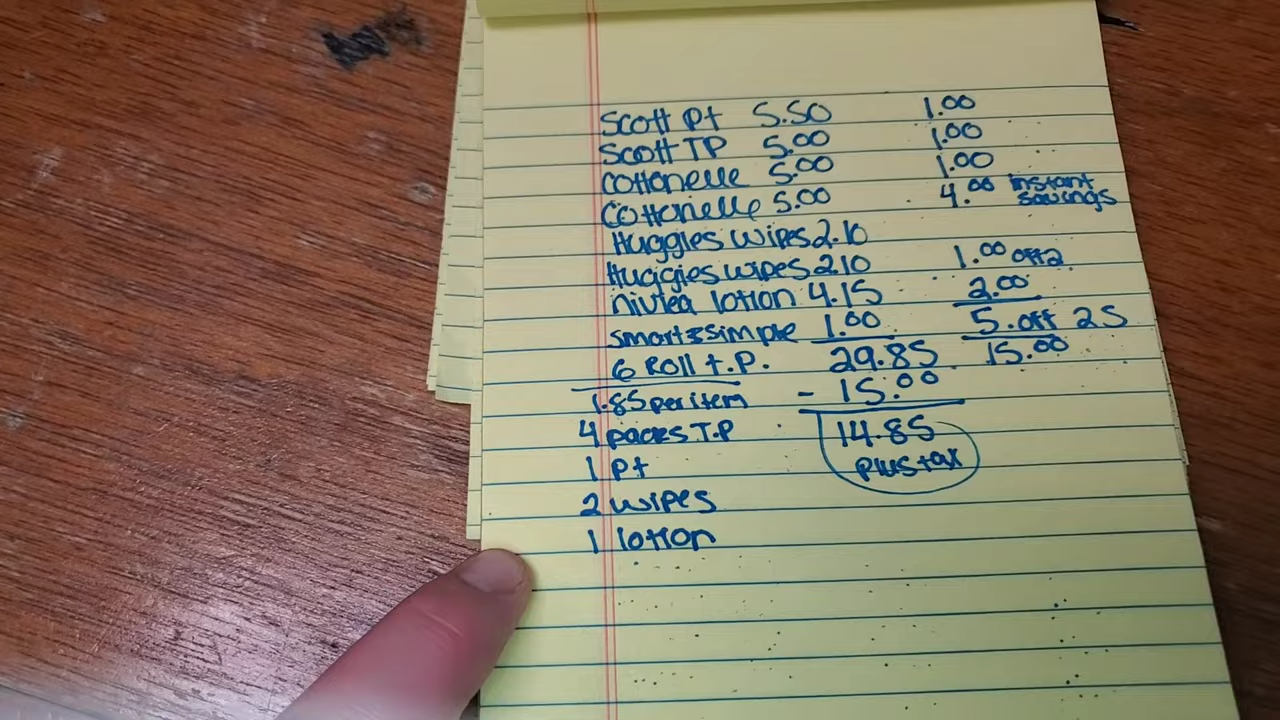 Scott Pt 5.50 1.00
Scott TP 5.00 1.00
Cottonelle 5.00 1.00
Cottonelle 5.00 4.00 instant savings
Huggies wipes 2.10
Huggies wipes 2.10 1.00 off 2
nivea lotion 4.15 2.00
smart & simple 1.00 5. off 25
6 Roll t.p. 29.85 15.00
1.85 per item - 15.00
4 packs T.P 14.85
1 pt plus tax
2 wipes
1 lotion